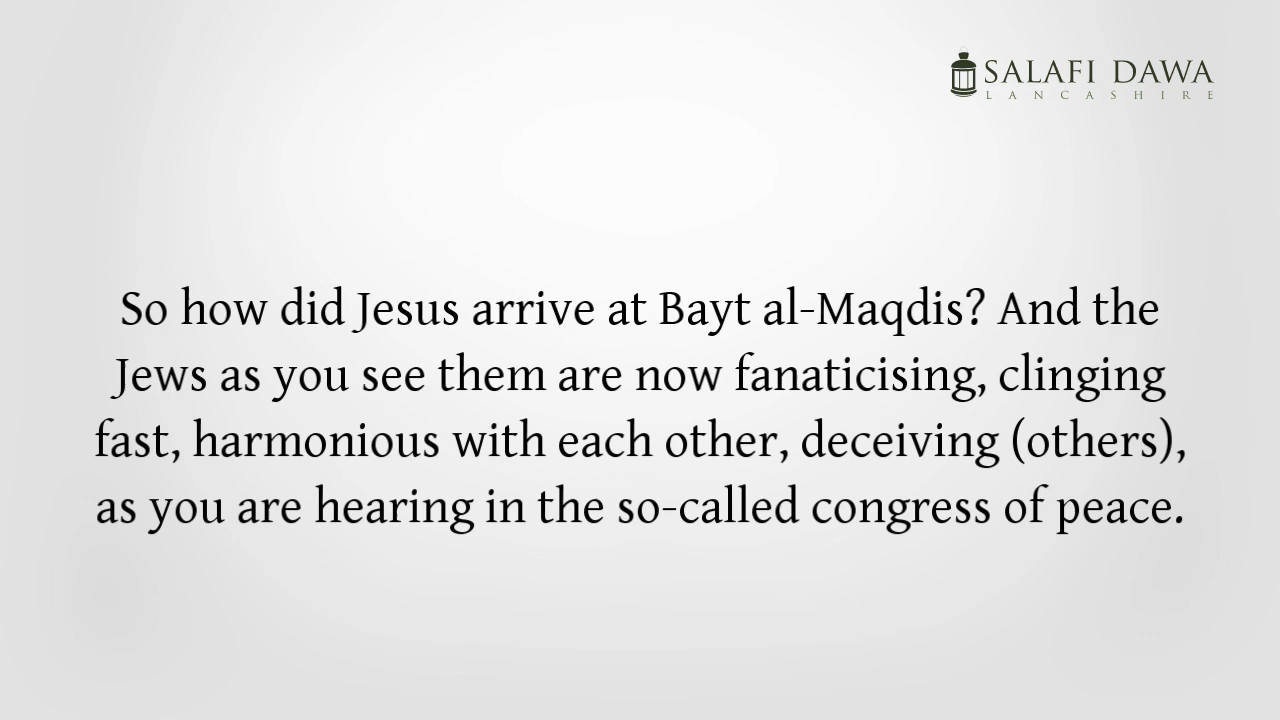 SALAFI DAWA
LANCASHIRE
So how did Jesus arrive at Bayt al-Maqdis? And the
Jews as you see them are now fanaticising, clinging
fast, harmonious with each other, deceiving (others),
as you are hearing in the so-called congress of peace.